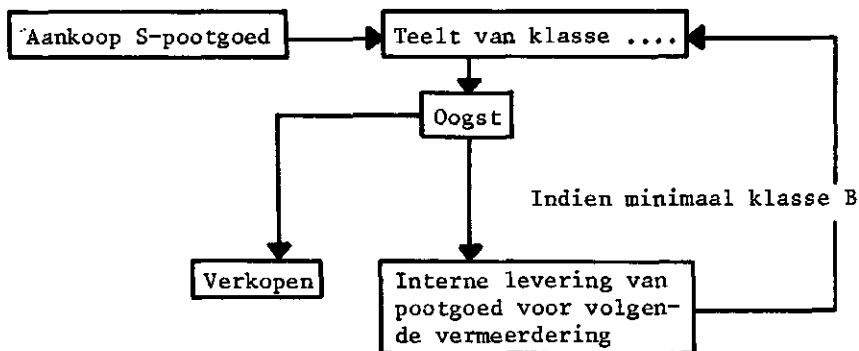 Aankoop S-pootgoed
Teelt van klasse ....
Oogst
Indien minimaal klasse B
Verkopen
Interne levering van
pootgoed voor volgen-
de vermeerdering